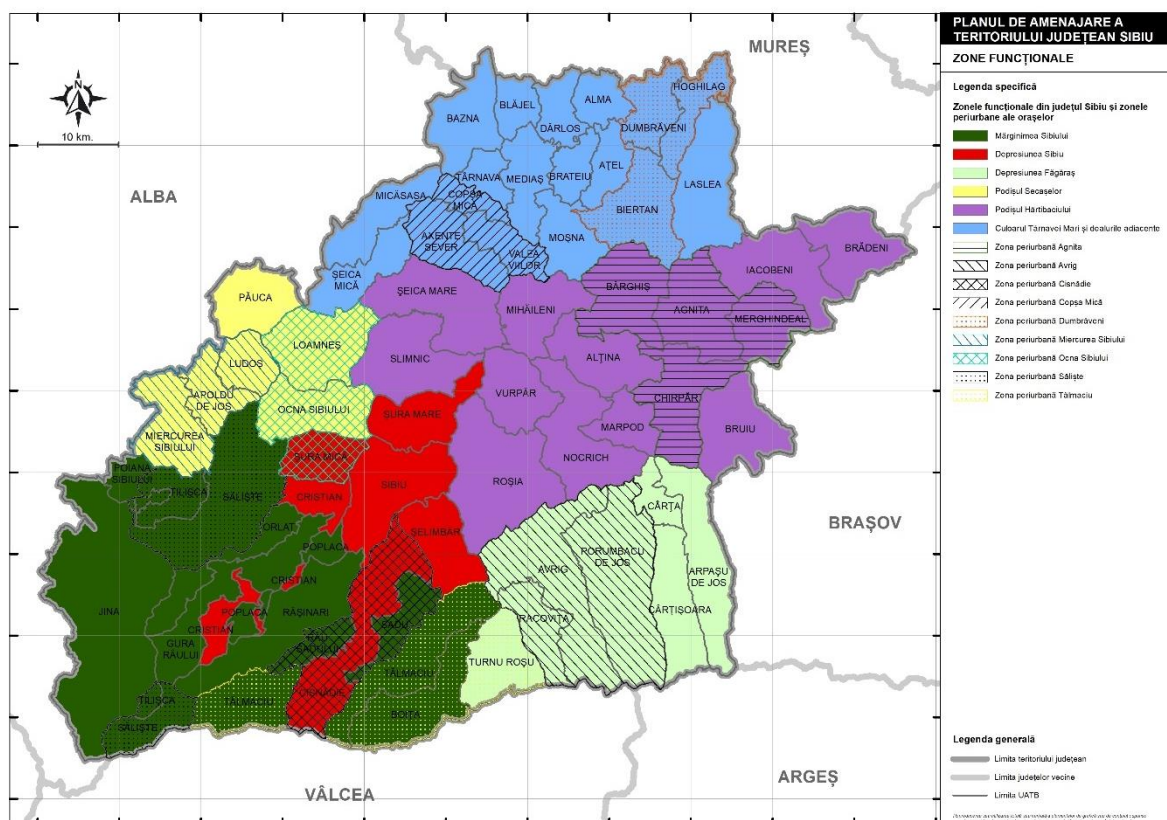 PLANUL DE AMENAJARE A
TERITORIULUI JUDEȚEAN SIBIU
ZONE FUNCȚIONALE
Legenda specifică
Zonele funcționale din județul Sibiu și zonele
periurbane ale orașelor
Mărginimea Sibiului
Depresiunea Sibiu
Depresiunea Făgăraș
Podișul Secașelor
Podișul Hârtibaciului
Culoarul Târnavei Mari și dealurile adiacente
Zona periurbană Agnita
Zona periurbană Avrig
Zona periurbană Cisnădie
Zona periurbană Copșa Mică
Zona periurbană Dumbrăveni
Zona periurbană Miercurea Sibiului
Zona periurbană Ocna Sibiului
Zona periurbană Săliște
Zona periurbană Tălmaciu
Legenda generală
Limita teritoriului județean
Limita județelor vecine
Limita UATB
N
10 km.
MUREȘ
ALBA
BRAȘOV
ARGEȘ
VÂLCEA
HOGHILAG
BLĂJEL
ALMA
BAZNA
DÂRLOS
DUMBRĂVENI
TÂRNAVA
MEDIAȘ
BRATEIU
AȚEL
LASLEA
MICĂSASA
COPȘA
MICĂ
BIERTAN
AXENTE
SEVER
MOȘNA
VALEA
VIILOR
BRĂDENI
IACOBENI
ȘEICA
MICĂ
BÂRGHIȘ
PĂUCA
ȘEICA MARE
MIHĂILENI
AGNITA
MERGHINDEAL
LOAMNEȘ
SLIMNIC
ALȚINA
LUDOȘ
APOLDU
DE JOS
VURPĂR
CHIRPĂR
OCNA SIBIULUI
ȘURA MARE
MARPOD
BRUIU
MIERCUREA
SIBIULUI
NOCRICH
ȘURA MICĂ
POIANA
SIBIULUI
SIBIU
ROȘIA
TILIȘCA
SĂLIȘTE
CRISTIAN
CÂRȚA
ORLAT
ȘELIMBĂR
POPLACA
PORUMBACU
DE JOS
AVRIG
ARPAȘU
DE JOS
CRISTIAN
JINA
POPLACA
RĂȘINARI
CÂRȚIȘOARA
RACOVIȚA
CRISTIAN
SADU
GURA
RÂULUI
RÂU
SADULUI
TURNU ROȘU
TĂLMACIU
CISNĂDIE
TILIȘCA
TĂLMACIU
BOIȚA
SĂLIȘTE